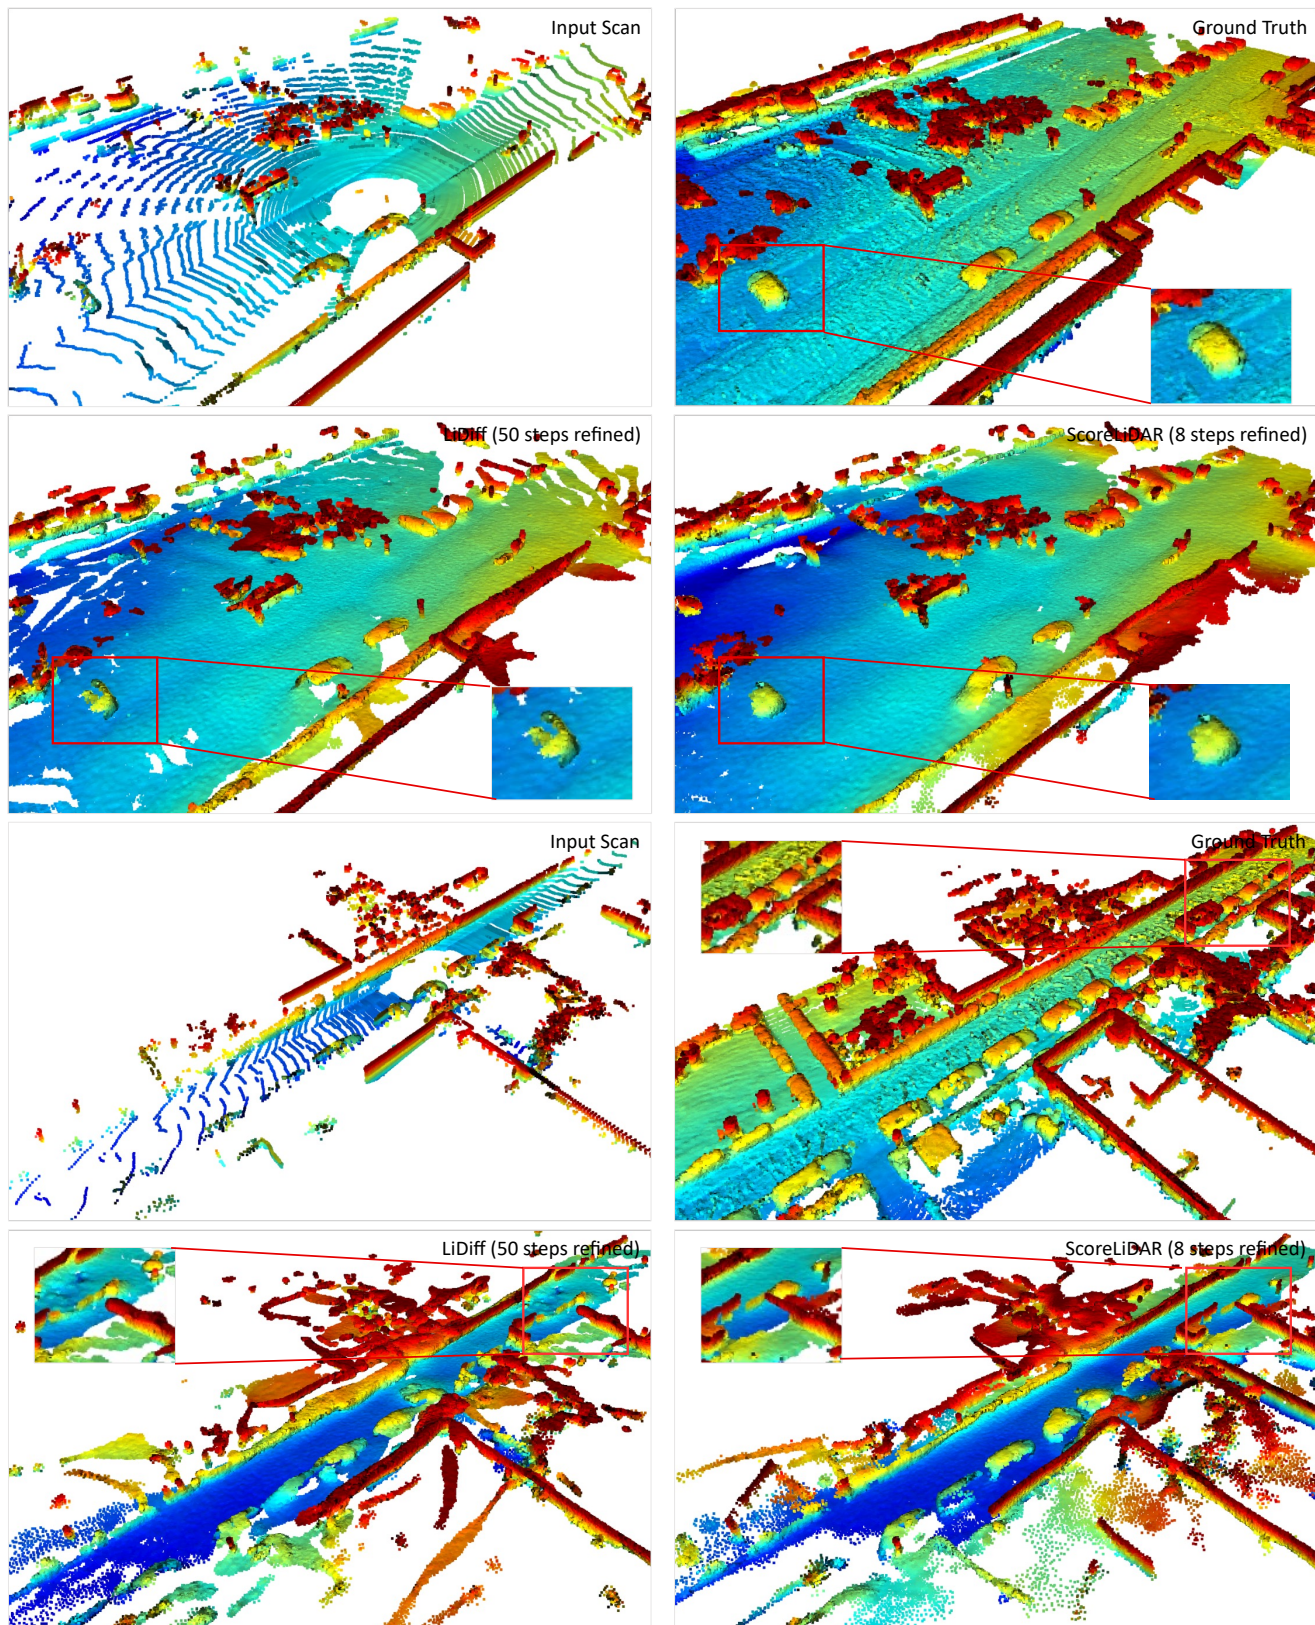 Input Scan
Ground Truth
LiDiff (50 steps refined)
ScoreLiDAR (8 steps refined)
Input Scan
Ground Truth
LiDiff (50 steps refined)
ScoreLiDAR (8 steps refined)